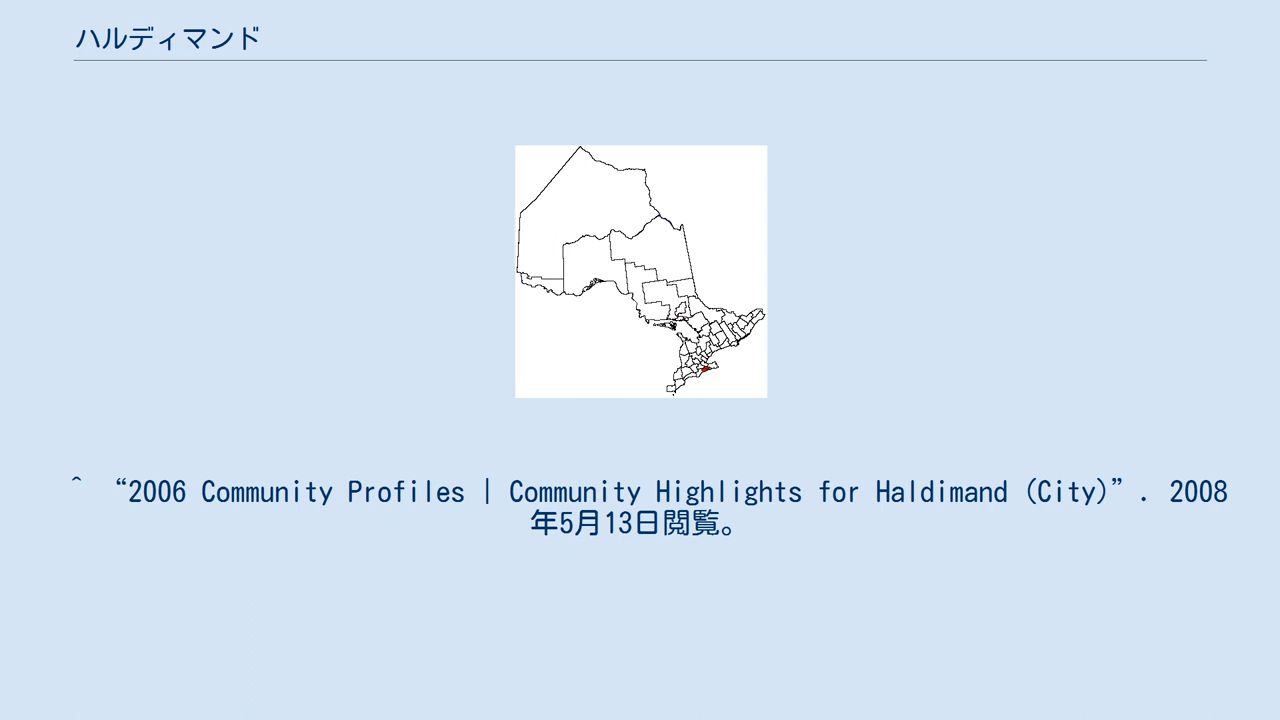 ハルディマンド
^ “2006 Community Profiles | Community Highlights for Haldimand (City)”. 2008
年5月13日閲覧。